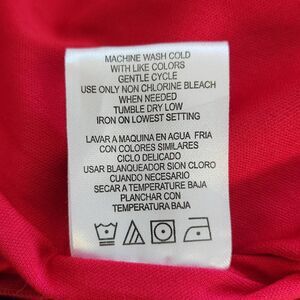 MACHINE WASH COLD
WITH LIKE COLORS
GENTLE CYCLE
USE ONLY NON CHLORINE BLEACH
WHEN NEEDED
TUMBLE DRY LOW
IRON ON LOWEST SETTING
LAVAR A MAQUINA EN AGUA FRIA
CON COLORES SIMILARES
CICLO DELICADO
USAR BLANQUEADOR SION CLORO
CUANDO NECESARIO
SECAR A TEMPERATURE BAJA
PLANCHAR CON
TEMPERATURA BAJA